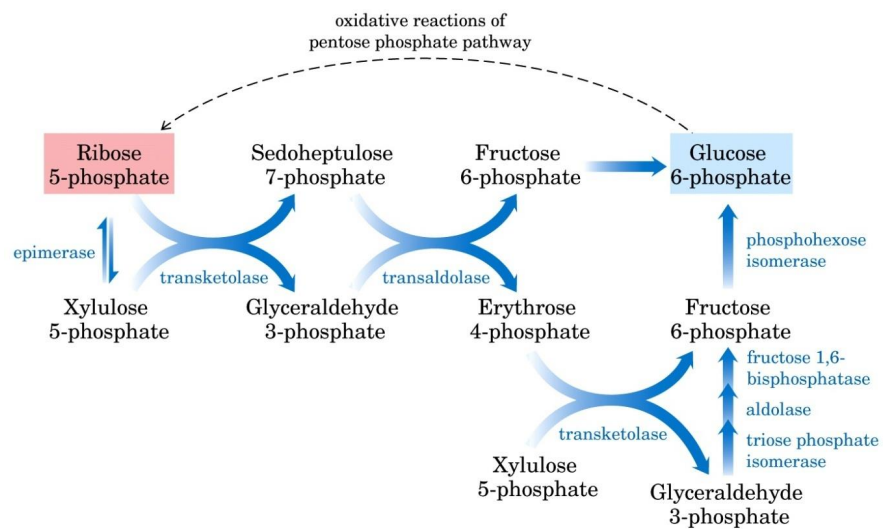 oxidative reactions of
pentose phosphate pathway
Ribose
5-phosphate
Sedoheptulose
7-phosphate
Fructose
6-phosphate
Glucose
6-phosphate
epimerase
transketolase
transaldolase
phosphohexose
isomerase
Xylulose
5-phosphate
Glyceraldehyde
3-phosphate
Erythrose
4-phosphate
Fructose
6-phosphate
fructose 1,6-
bisphosphatase
aldolase
transketolase
triose phosphate
isomerase
Xylulose
5-phosphate
Glyceraldehyde
3-phosphate